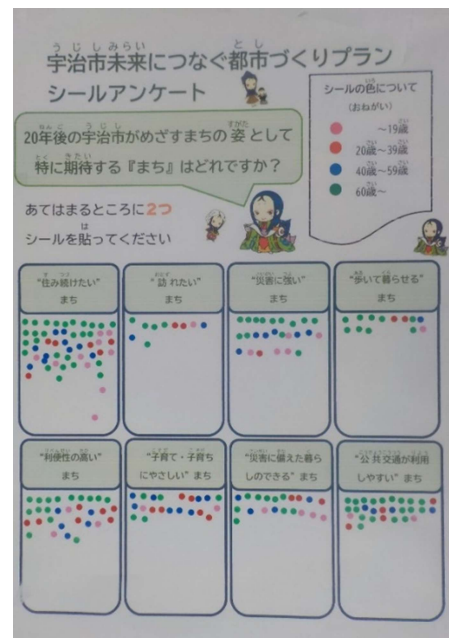 宇治市未来につなぐ都市づくりプラン
シールアンケート
20年後の宇治市がめざすまちの姿として
特に期待する『まち』はどれですか？
シールの色について
(おねがい)
～19歳
20歳～39歳
40歳～59歳
60歳～
あてはまるところに2つ
シールを貼ってください
“住み続けたい”
まち
“訪れたい”
まち
“災害に強い”
まち
“歩いて暮らせる”
まち
“利便性の高い”
まち
“子育て・子育ち
にやさしい”まち
“災害に備えた暮ら
しのできる”まち
“公共交通が利用
しやすい”まち